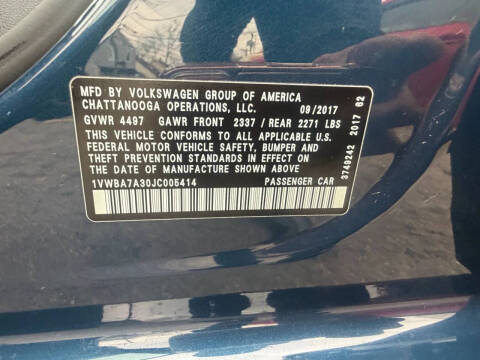 MFD BY VOLKSWAGEN GROUP OF AMERICA
CHATTANOOGA OPERATIONS, LLC. 09/2017
GVWR 4497 GAWR FRONT 2337 / REAR 2271 LBS
THIS VEHICLE CONFORMS TO ALL APPLICABLE U.S.
FEDERAL MOTOR VEHICLE SAFETY, BUMPER AND
THEFT PREVENTION STANDARDS IN EFFECT ON
THE DATE OF MANUFACTURE SHOWN ABOVE
1VWBA7A30JC005414 PASSENGER CAR
3749242 2017 02